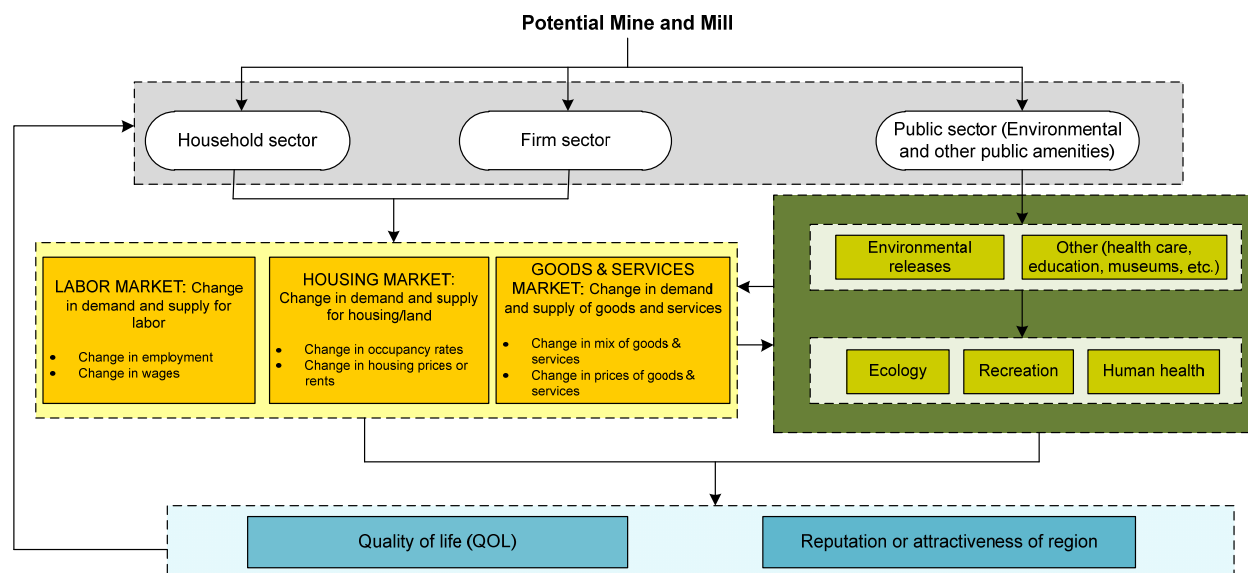 Potential Mine and Mill
Household sector
Firm sector
Public sector (Environmental
and other public amenities)
Environmental
releases
Other (health care,
education, museums, etc.)
LABOR MARKET: Change
in demand and supply for
labor
• Change in employment
• Change in wages
HOUSING MARKET:
Change in demand and supply
for housing/land
• Change in occupancy rates
• Change in housing prices or
rents
GOODS & SERVICES
MARKET: Change in demand
and supply of goods and services
• Change in mix of goods &
services
• Change in prices of goods &
services
Ecology
Recreation
Human health
Quality of life (QOL)
Reputation or attractiveness of region